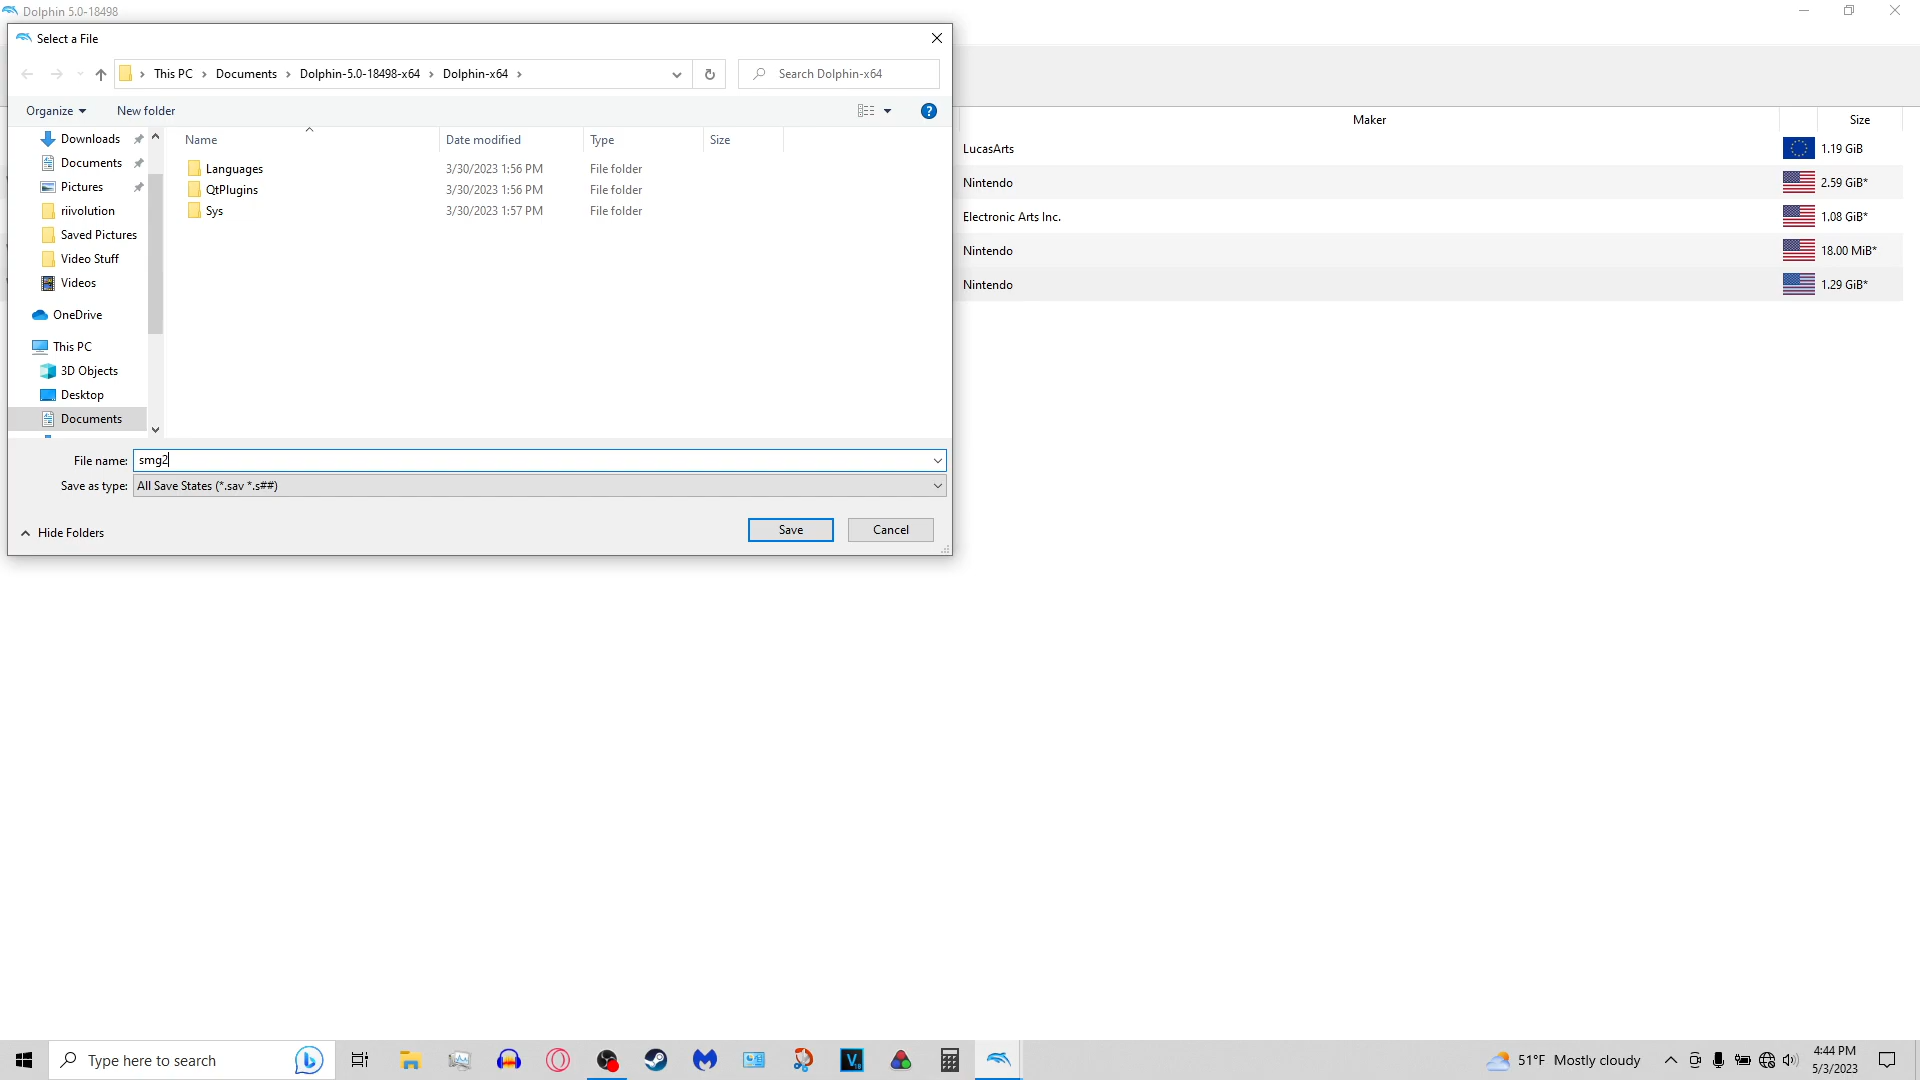 Dolphin 5.0-18498
Select a File
This PC
Documents
Dolphin-5.0-18498-x64
Dolphin-x64
Search Dolphin-x64
Organize
New folder
Name
Date modified
Type
Size
Maker
Size
Downloads
Documents
Pictures
riivolution
Saved Pictures
Video Stuff
Videos
OneDrive
This PC
3D Objects
Desktop
Documents
Languages 3/30/2023 1:56 PM File folder
QtPlugins 3/30/2023 1:56 PM File folder
Sys 3/30/2023 1:57 PM File folder
LucasArts 1.19 GiB
Nintendo 2.59 GiB*
Electronic Arts Inc. 1.08 GiB*
Nintendo 18.00 MiB*
Nintendo 1.29 GiB*
File name: smg2
Save as type: All Save States (*.sav *.s##)
Hide Folders
Save
Cancel
Type here to search
51°F Mostly cloudy
4:44 PM
5/3/2023